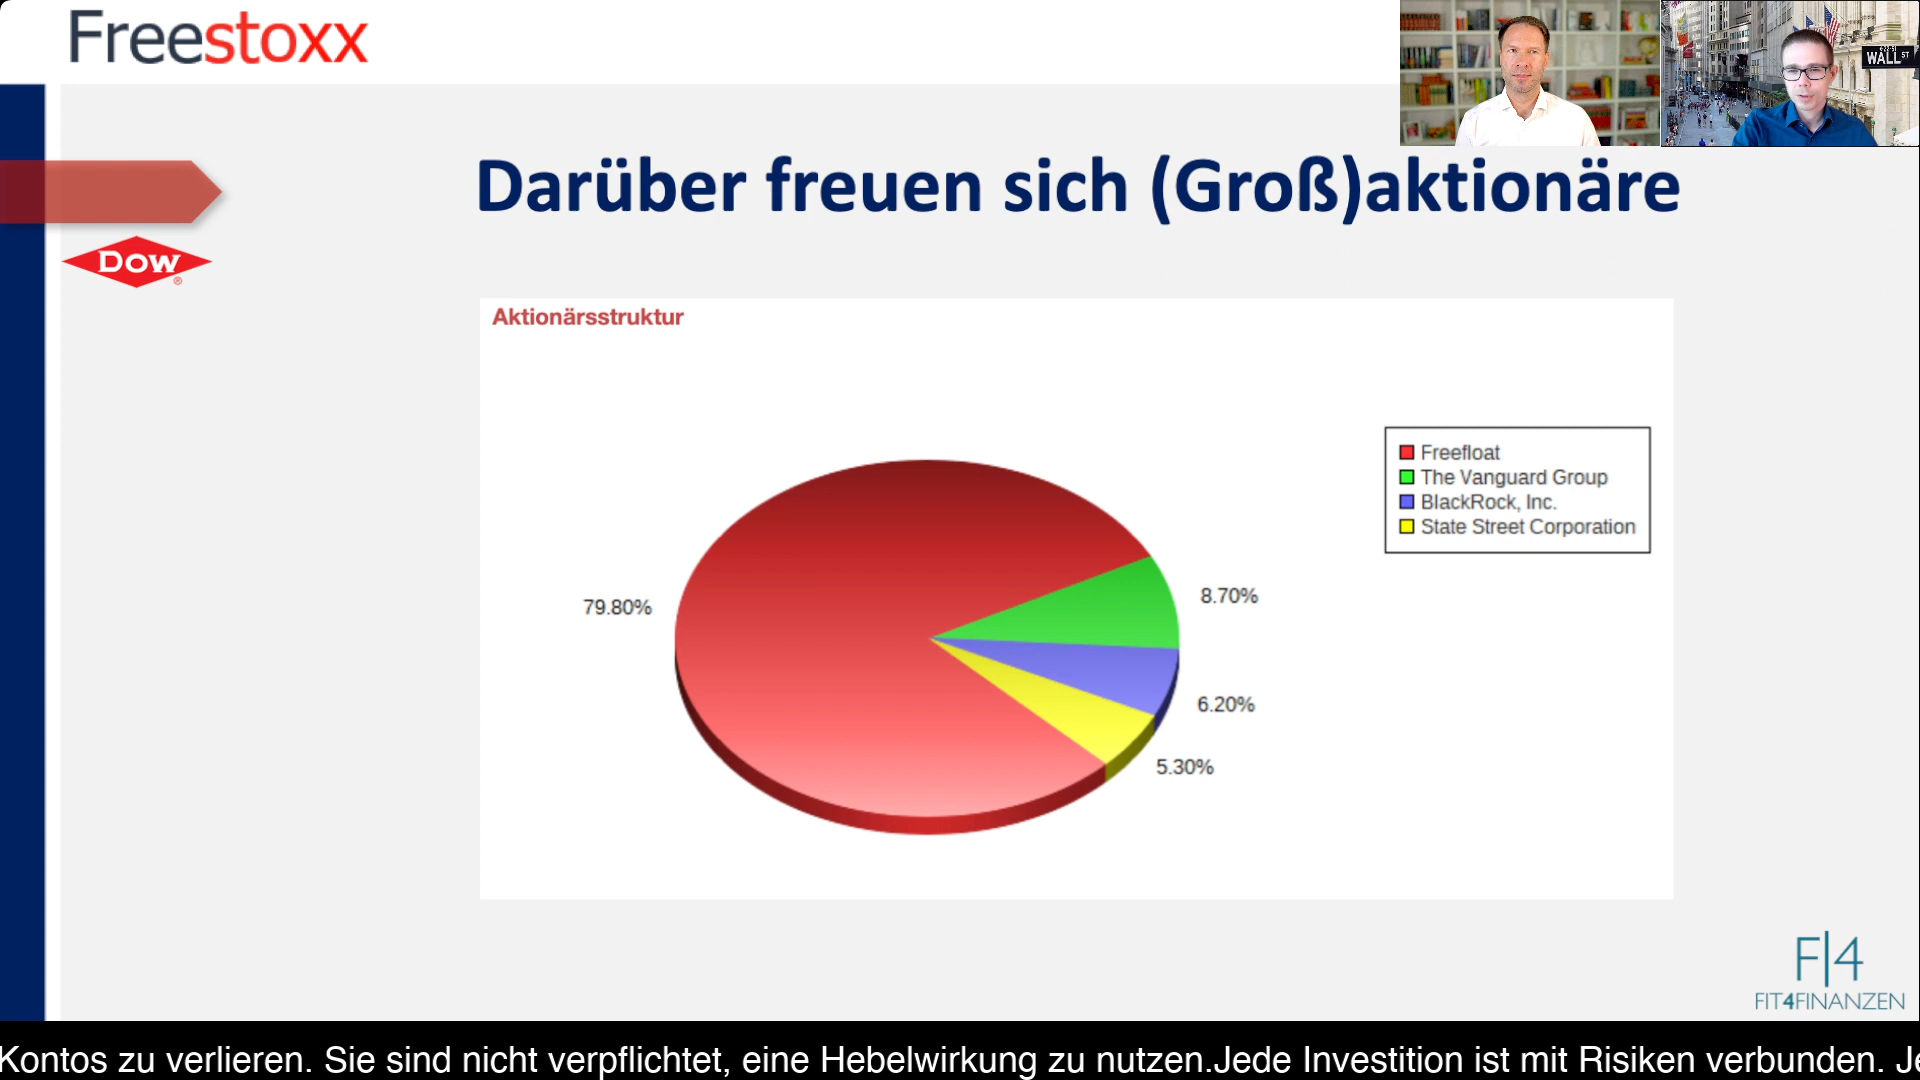 Freestoxx
WALL ST
Darüber freuen sich (Groß)aktionäre
Dow®
Aktionärsstruktur
Freefloat
The Vanguard Group
BlackRock, Inc.
State Street Corporation
79.80%
8.70%
6.20%
5.30%
F|4
FIT4FINANZEN
Kontos zu verlieren. Sie sind nicht verpflichtet, eine Hebelwirkung zu nutzen.Jede Investition ist mit Risiken verbunden. Je